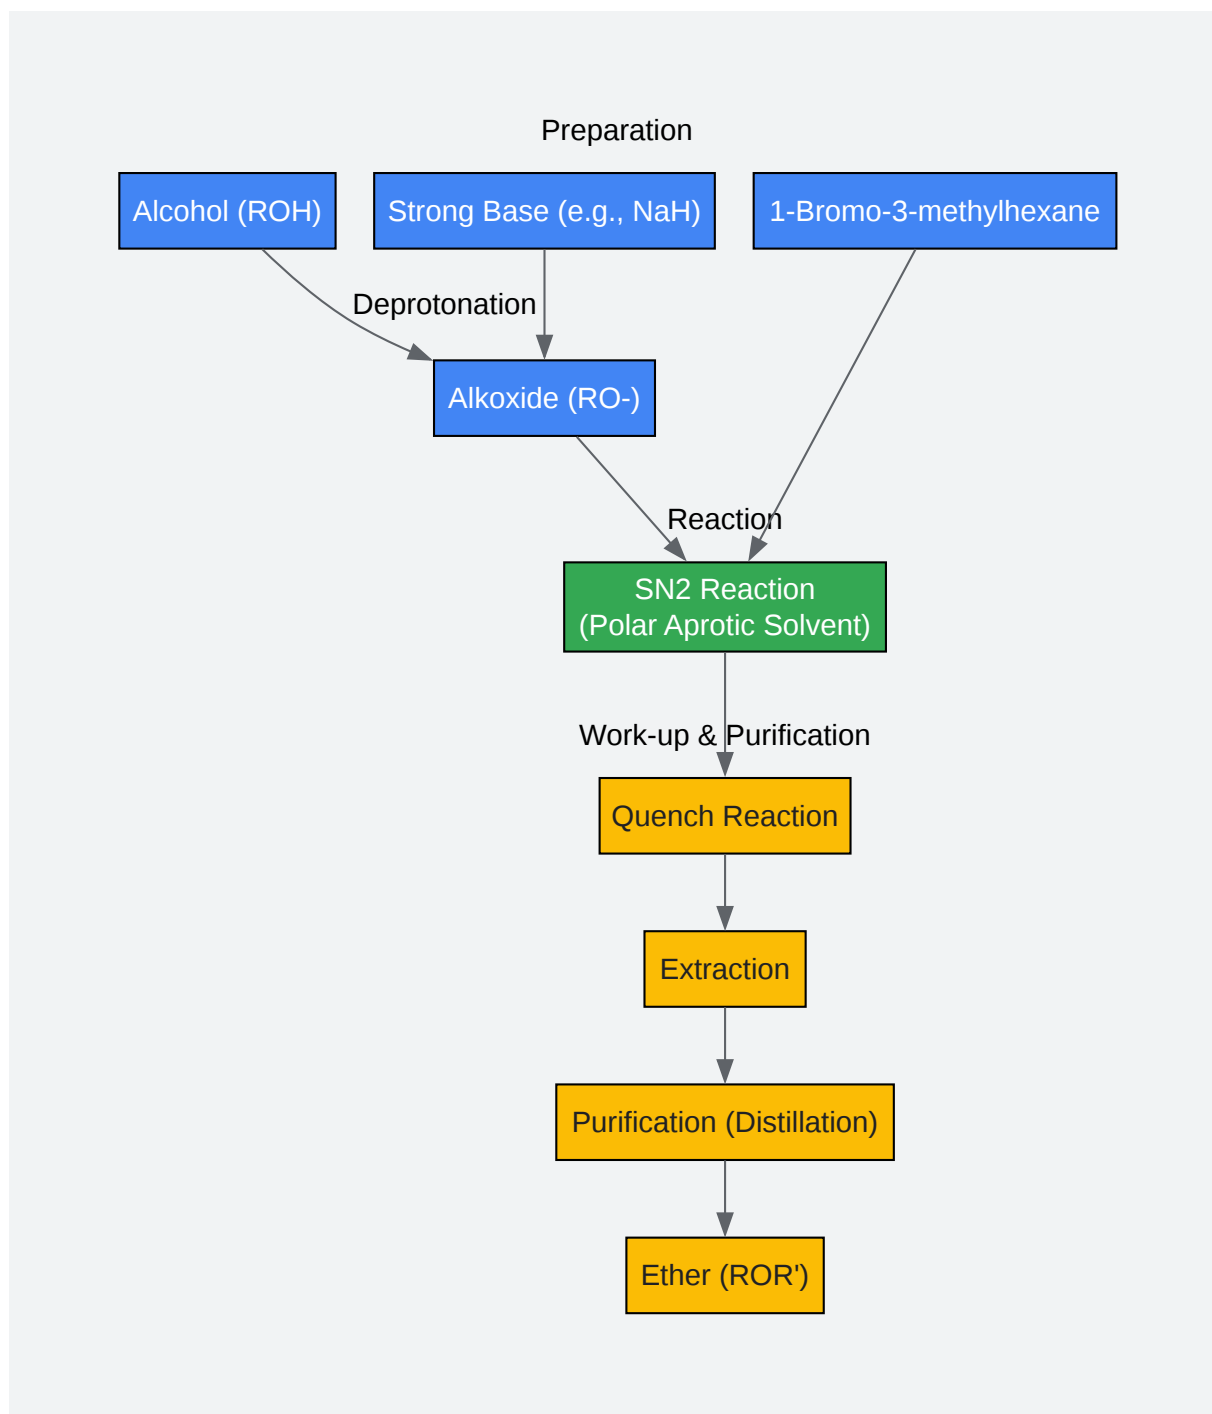 Preparation
Alcohol (ROH)
Strong Base (e.g., NaH)
1-Bromo-3-methylhexane
Deprotonation
Alkoxide (RO-)
Reaction
SN2 Reaction
(Polar Aprotic Solvent)
Work-up & Purification
Quench Reaction
Extraction
Purification (Distillation)
Ether (ROR')